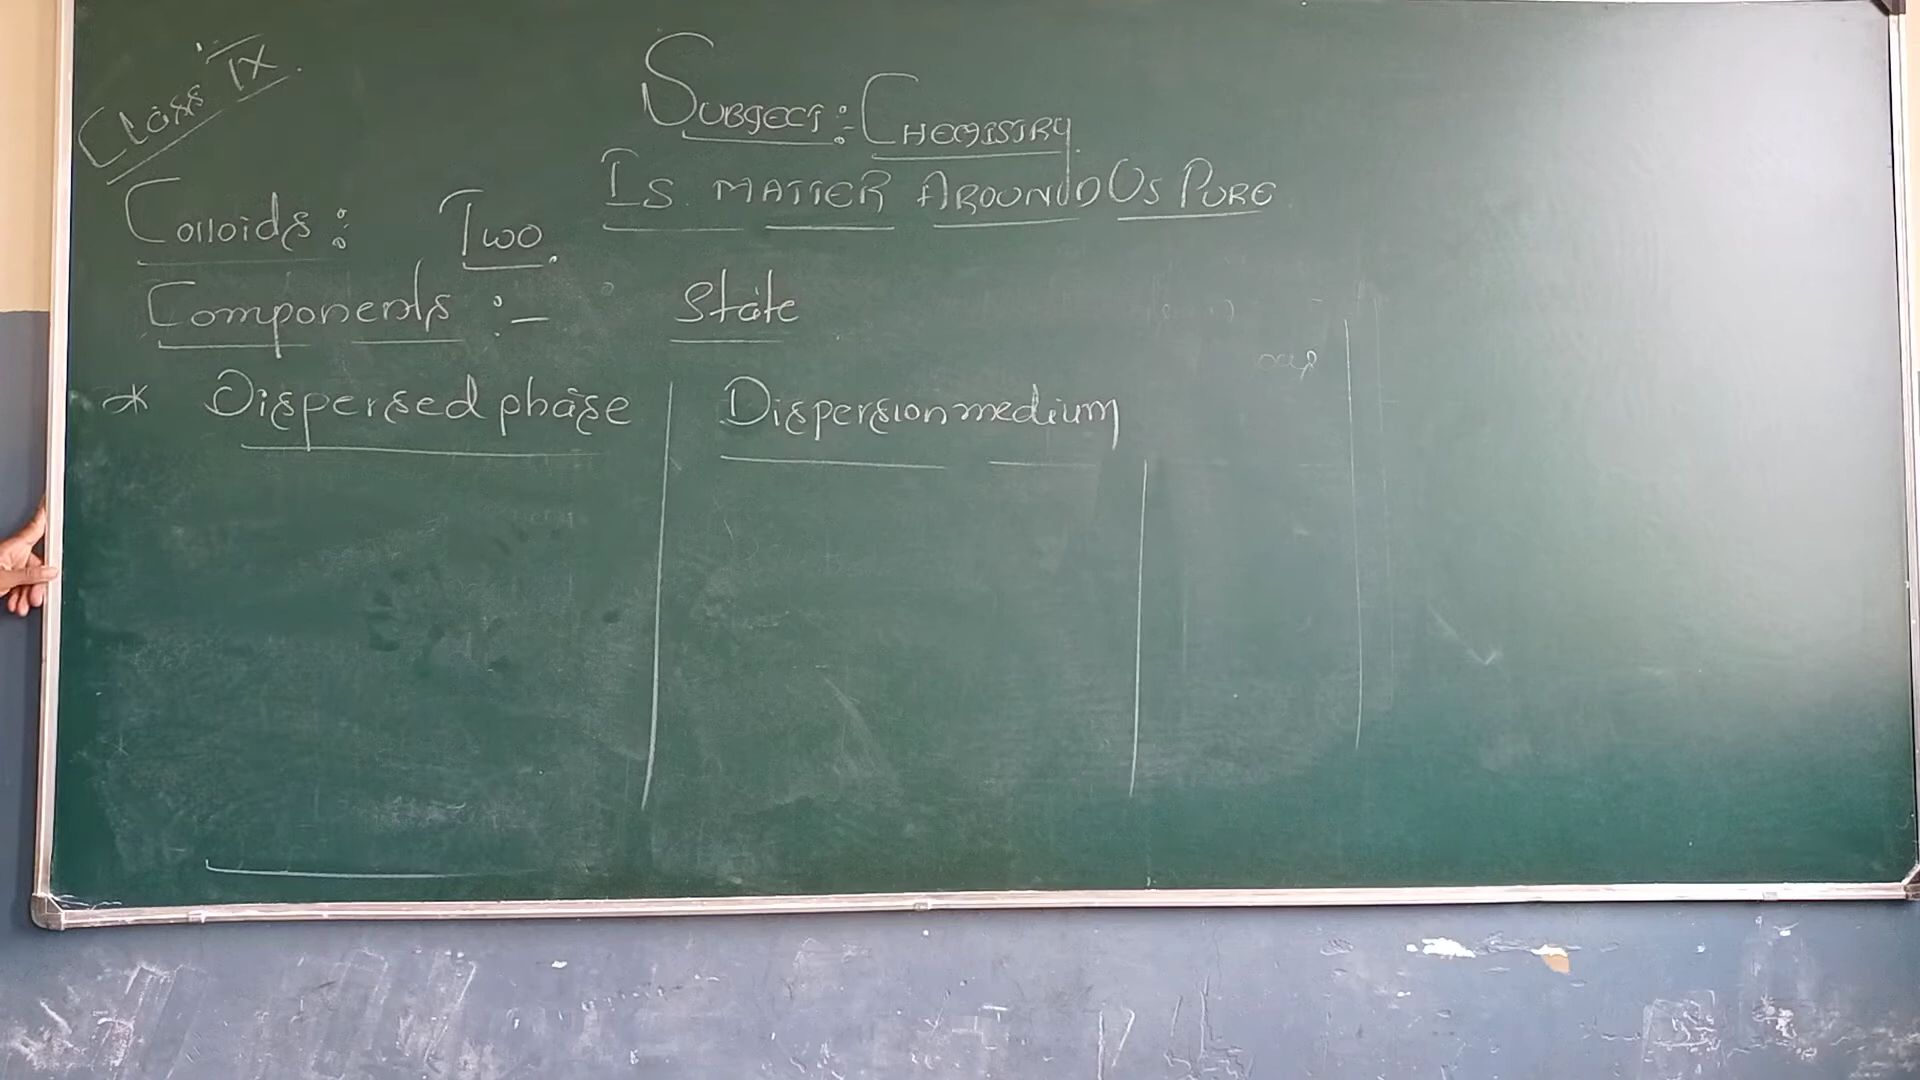 Class IX.
Subject:- Chemistry.
Is matter Around Us Pure
Colloids: Two.
Components :- State
* Dispersed phase Dispersion medium